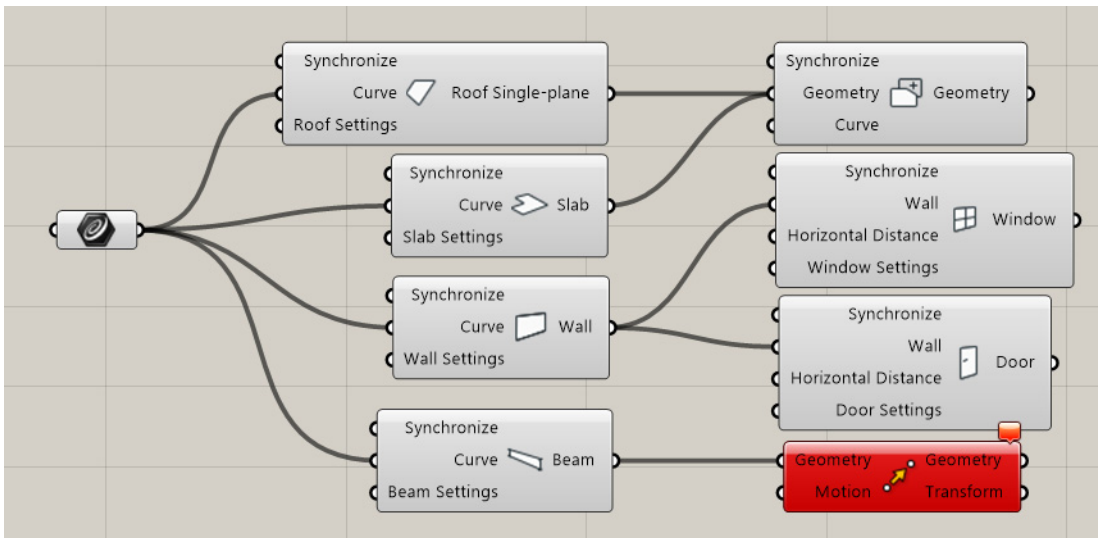 Synchronize
Curve
Roof Single-plane
Roof Settings
Synchronize
Geometry
Geometry
Curve
Synchronize
Curve
Slab
Slab Settings
Synchronize
Wall
Window
Horizontal Distance
Window Settings
Synchronize
Curve
Wall
Wall Settings
Synchronize
Wall
Door
Horizontal Distance
Door Settings
Synchronize
Curve
Beam
Beam Settings
Geometry
Geometry
Motion
Transform